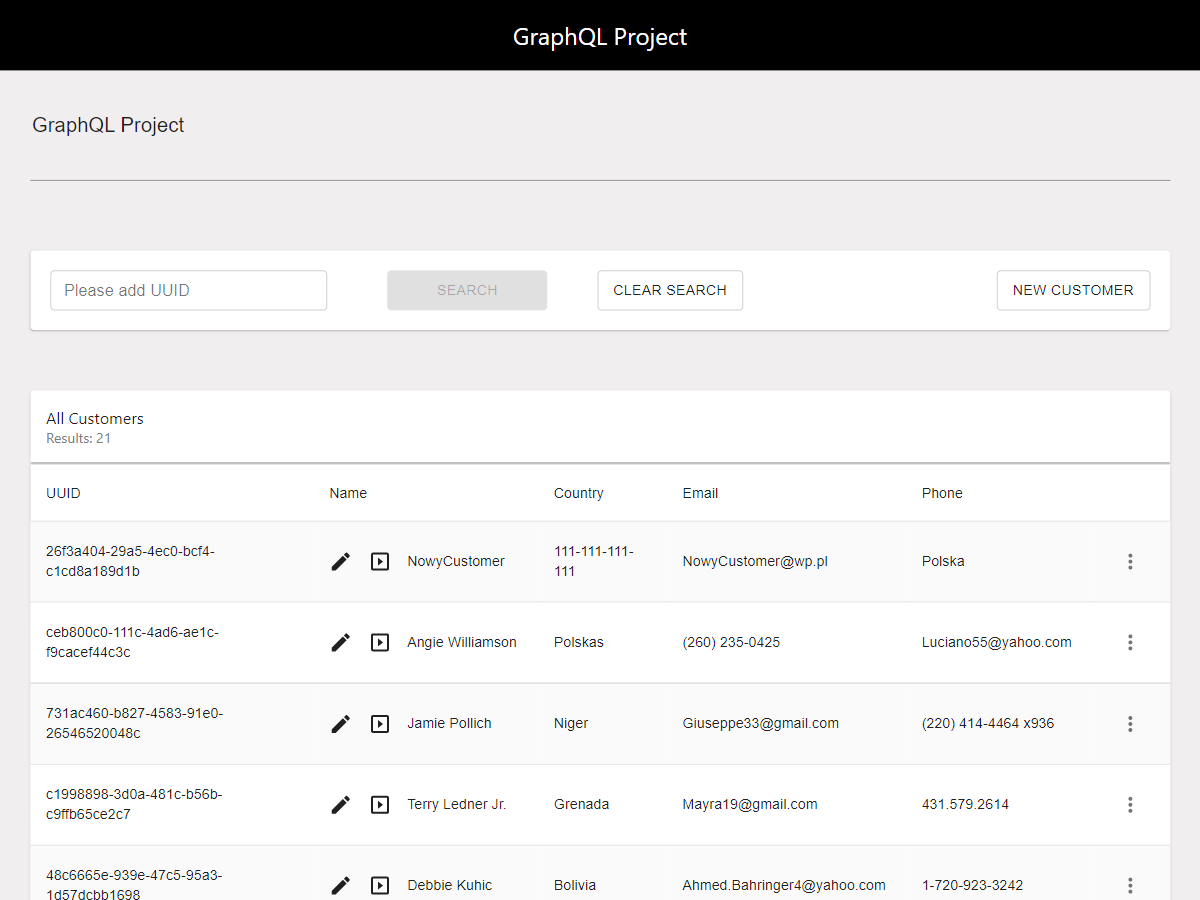 GraphQL Project
GraphQL Project
Please add UUID SEARCH CLEAR SEARCH NEW CUSTOMER
All Customers
Results: 21
UUID Name Country Email Phone
26f3a404-29a5-4ec0-bcf4-
c1cd8a189d1b
NowyCustomer
111-111-111-
111
NowyCustomer@wp.pl
Polska
ceb800c0-111c-4ad6-ae1c-
f9cacef44c3c
Angie Williamson
Polskas
(260) 235-0425
Luciano55@yahoo.com
731ac460-b827-4583-91e0-
26546520048c
Jamie Pollich
Niger
Giuseppe33@gmail.com
(220) 414-4464 x936
c1998898-3d0a-481c-b56b-
c9ffb65ce2c7
Terry Ledner Jr.
Grenada
Mayra19@gmail.com
431.579.2614
48c6665e-939e-47c5-95a3-
1d57dcbb1698
Debbie Kuhic
Bolivia
Ahmed.Bahringer4@yahoo.com
1-720-923-3242